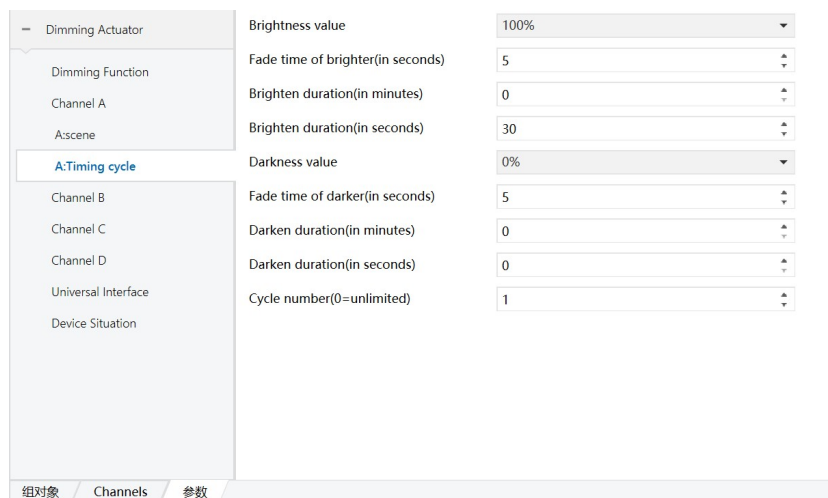 Dimming Actuator
Dimming Function
Channel A
A:scene
A:Timing cycle
Channel B
Channel C
Channel D
Universal Interface
Device Situation
Brightness value 100%
Fade time of brighter(in seconds) 5
Brighten duration(in minutes) 0
Brighten duration(in seconds) 30
Darkness value 0%
Fade time of darker(in seconds) 5
Darken duration(in minutes) 0
Darken duration(in seconds) 0
Cycle number(0=unlimited) 1
组对象 Channels 参数